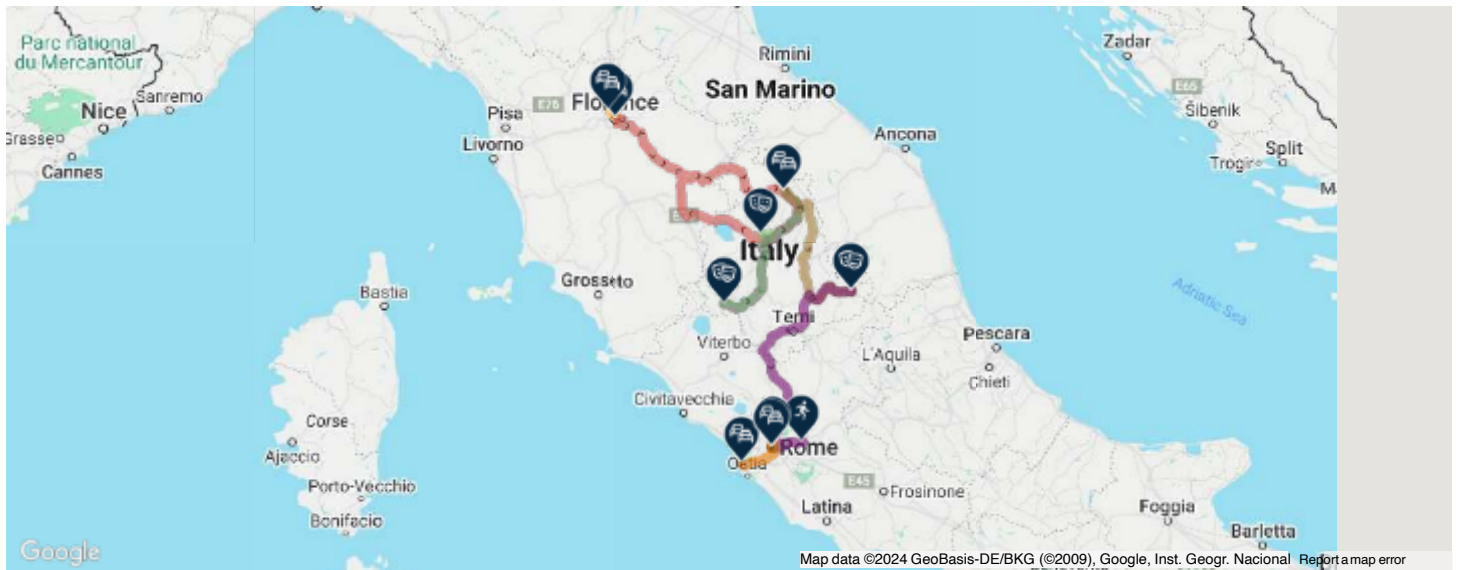 Parc national
du Mercantour
Rimini
Zadar
San Marino
Sanremo
Nice
E76
Florence
E65
Šibenik
Pisa
Grasse
Livorno
Ancona
Split
Trogir
Cannes
M
Italy
Grosseto
Bastia
Adriatic Sea
Terni
Pescara
Viterbo
L'Aquila
Chieti
Civitavecchia
Corse
Ajaccio
Rome
Ostia
Porto-Vecchio
E45
Frosinone
Latina
Foggia
Bonifacio
Barletta
Google
Map data ©2024 GeoBasis-DE/BKG (©2009), Google, Inst. Geogr. Nacional
Report a map error